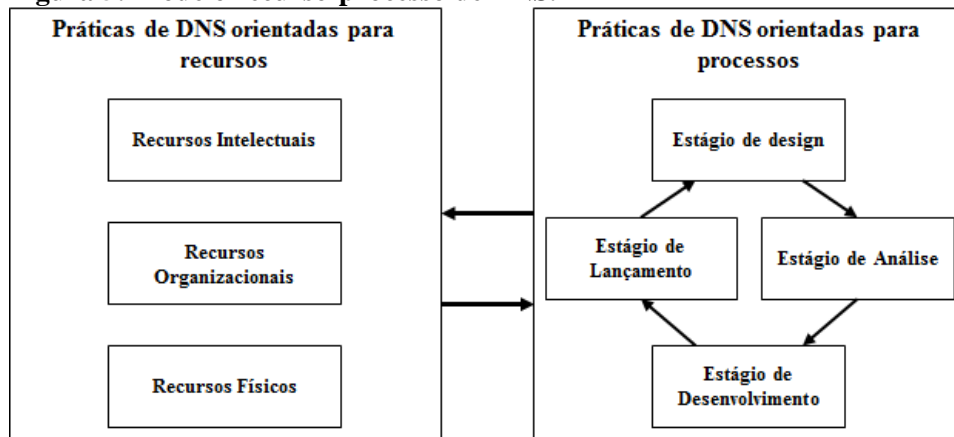 Práticas de DNS orientadas para
recursos
Recursos Intelectuais
Recursos
Organizacionais
Recursos Físicos
Práticas de DNS orientadas para
processos
Estágio de design
Estágio de
Lançamento
Estágio de Análise
Estágio de
Desenvolvimento